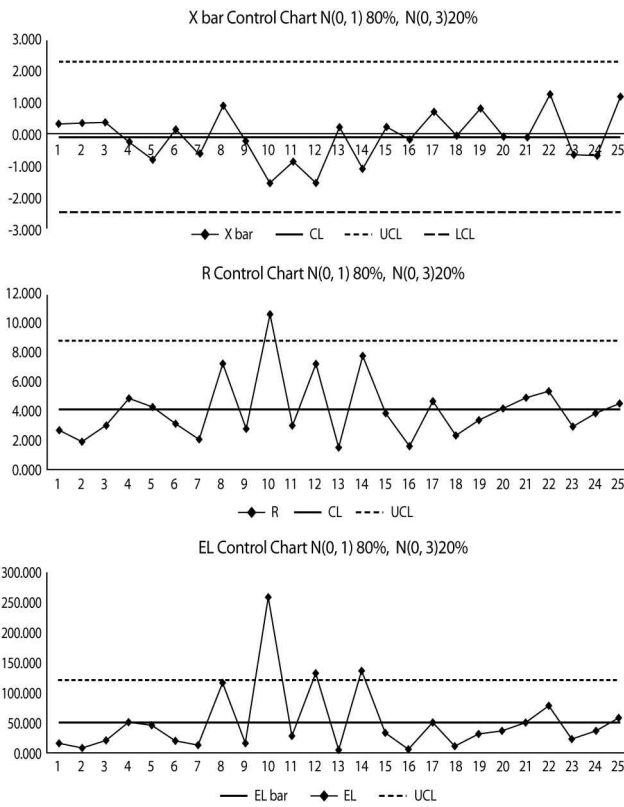 X bar Control Chart N(0, 1) 80%, N(0, 3)20%
3.000
2.000
1.000
0.000
-1.000
-2.000
-3.000
1 2 3 4 5 6 7 8 9 10 11 12 13 14 15 16 17 18 19 20 21 22 23 24 25
X bar CL UCL LCL
R Control Chart N(0, 1) 80%, N(0, 3)20%
12.000
10.000
8.000
6.000
4.000
2.000
0.000
1 2 3 4 5 6 7 8 9 10 11 12 13 14 15 16 17 18 19 20 21 22 23 24 25
R CL UCL
EL Control Chart N(0, 1) 80%, N(0, 3)20%
300.000
250.000
200.000
150.000
100.000
50.000
0.000
1 2 3 4 5 6 7 8 9 10 11 12 13 14 15 16 17 18 19 20 21 22 23 24 25
EL bar EL UCL